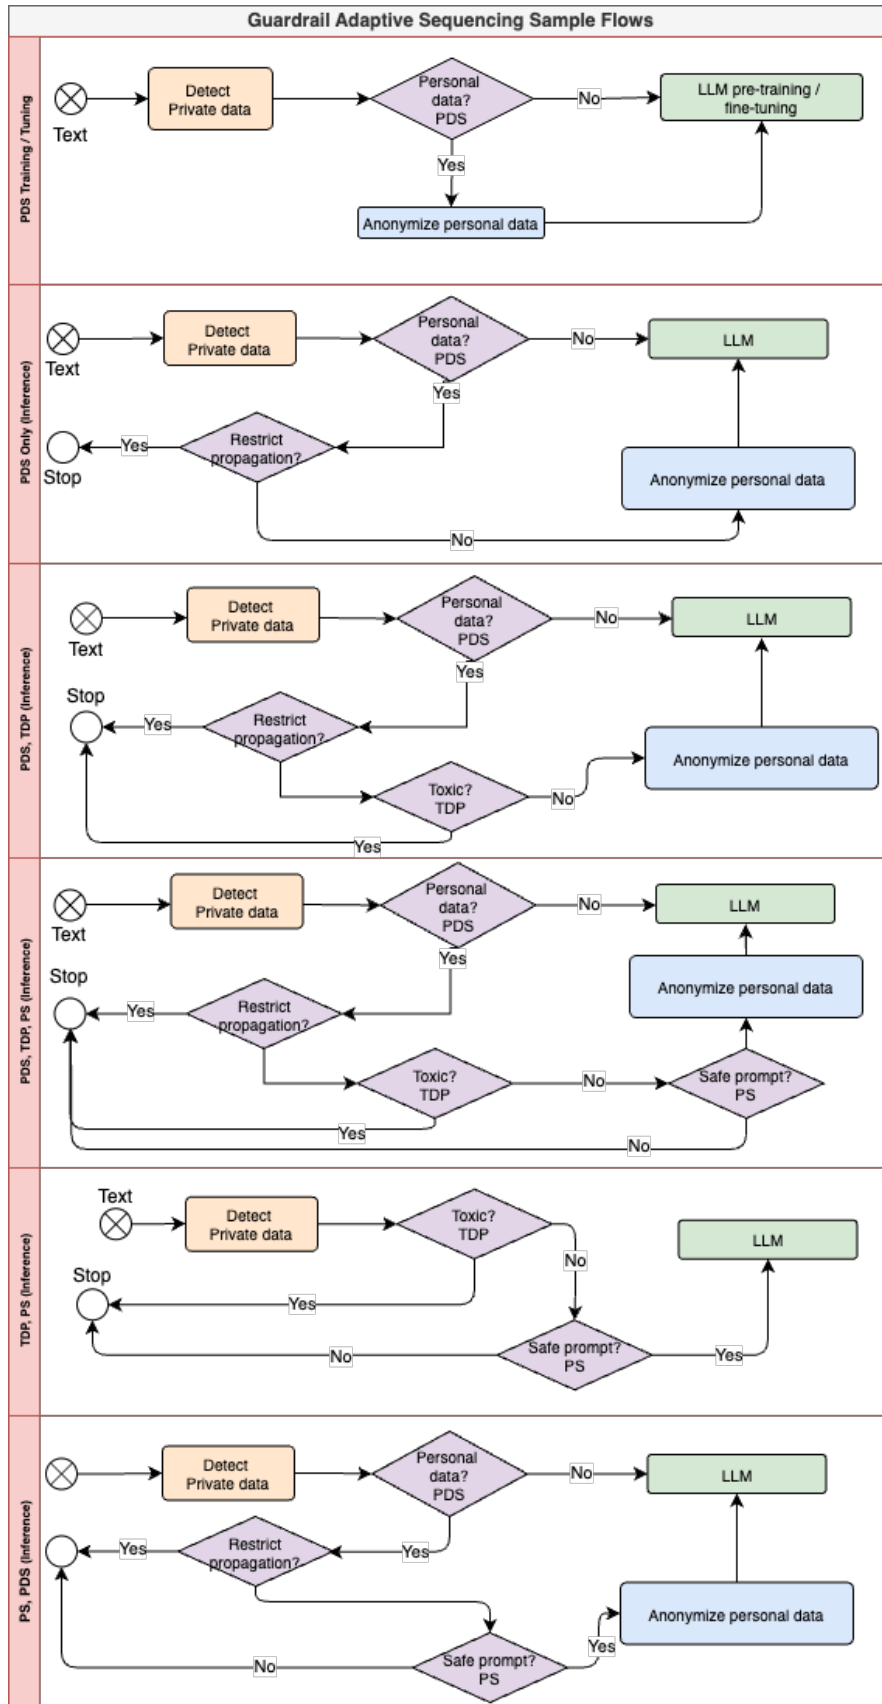 Guardrail Adaptive Sequencing Sample Flows
PDS Training / Tuning
Text
Detect
Private data
Personal
data?
PDS
No
LLM pre-training /
fine-tuning
Yes
Anonymize personal data
PDS Only (Inference)
Text
Detect
Private data
Personal
data?
PDS
No
LLM
Yes
Stop
Yes
Restrict
propagation?
Anonymize personal data
No
PDS, TDP (Inference)
Text
Detect
Private data
Personal
data?
PDS
No
LLM
Yes
Stop
Yes
Restrict
propagation?
Anonymize personal data
Toxic?
TDP
No
Yes
PDS, TDP, PS (Inference)
Text
Detect
Private data
Personal
data?
PDS
No
LLM
Yes
Stop
Yes
Restrict
propagation?
Anonymize personal data
Toxic?
TDP
No
Safe prompt?
PS
Yes
No
TDP, PS (Inference)
Text
Detect
Private data
Toxic?
TDP
No
LLM
Stop
Yes
Safe prompt?
PS
No
Yes
PS, PDS (Inference)
Detect
Private data
Personal
data?
PDS
No
LLM
Yes
Restrict
propagation?
Yes
Anonymize personal data
Safe prompt?
PS
Yes
No